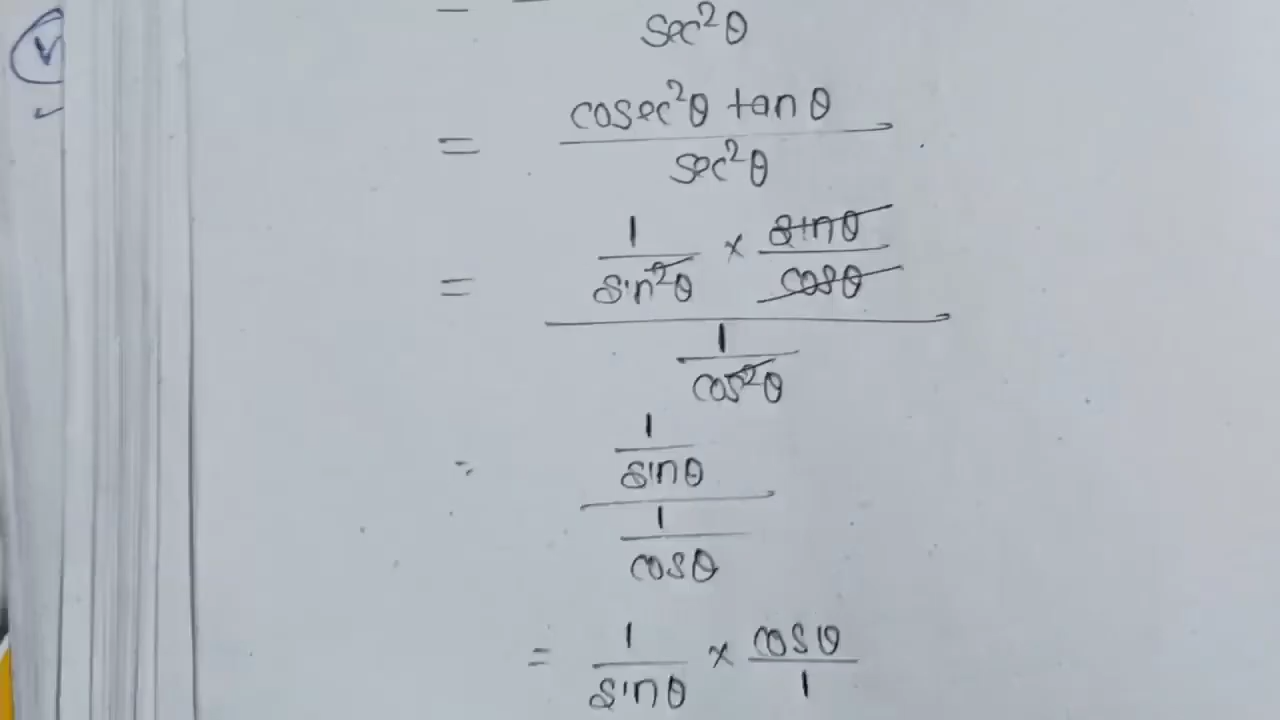 v
= sec²θ
= cosec²θ tanθ / sec²θ
= 1/sin²θ × sinθ/cosθ / 1/cos²θ
= 1/sinθ / 1/cosθ
= 1/sinθ × cosθ/1